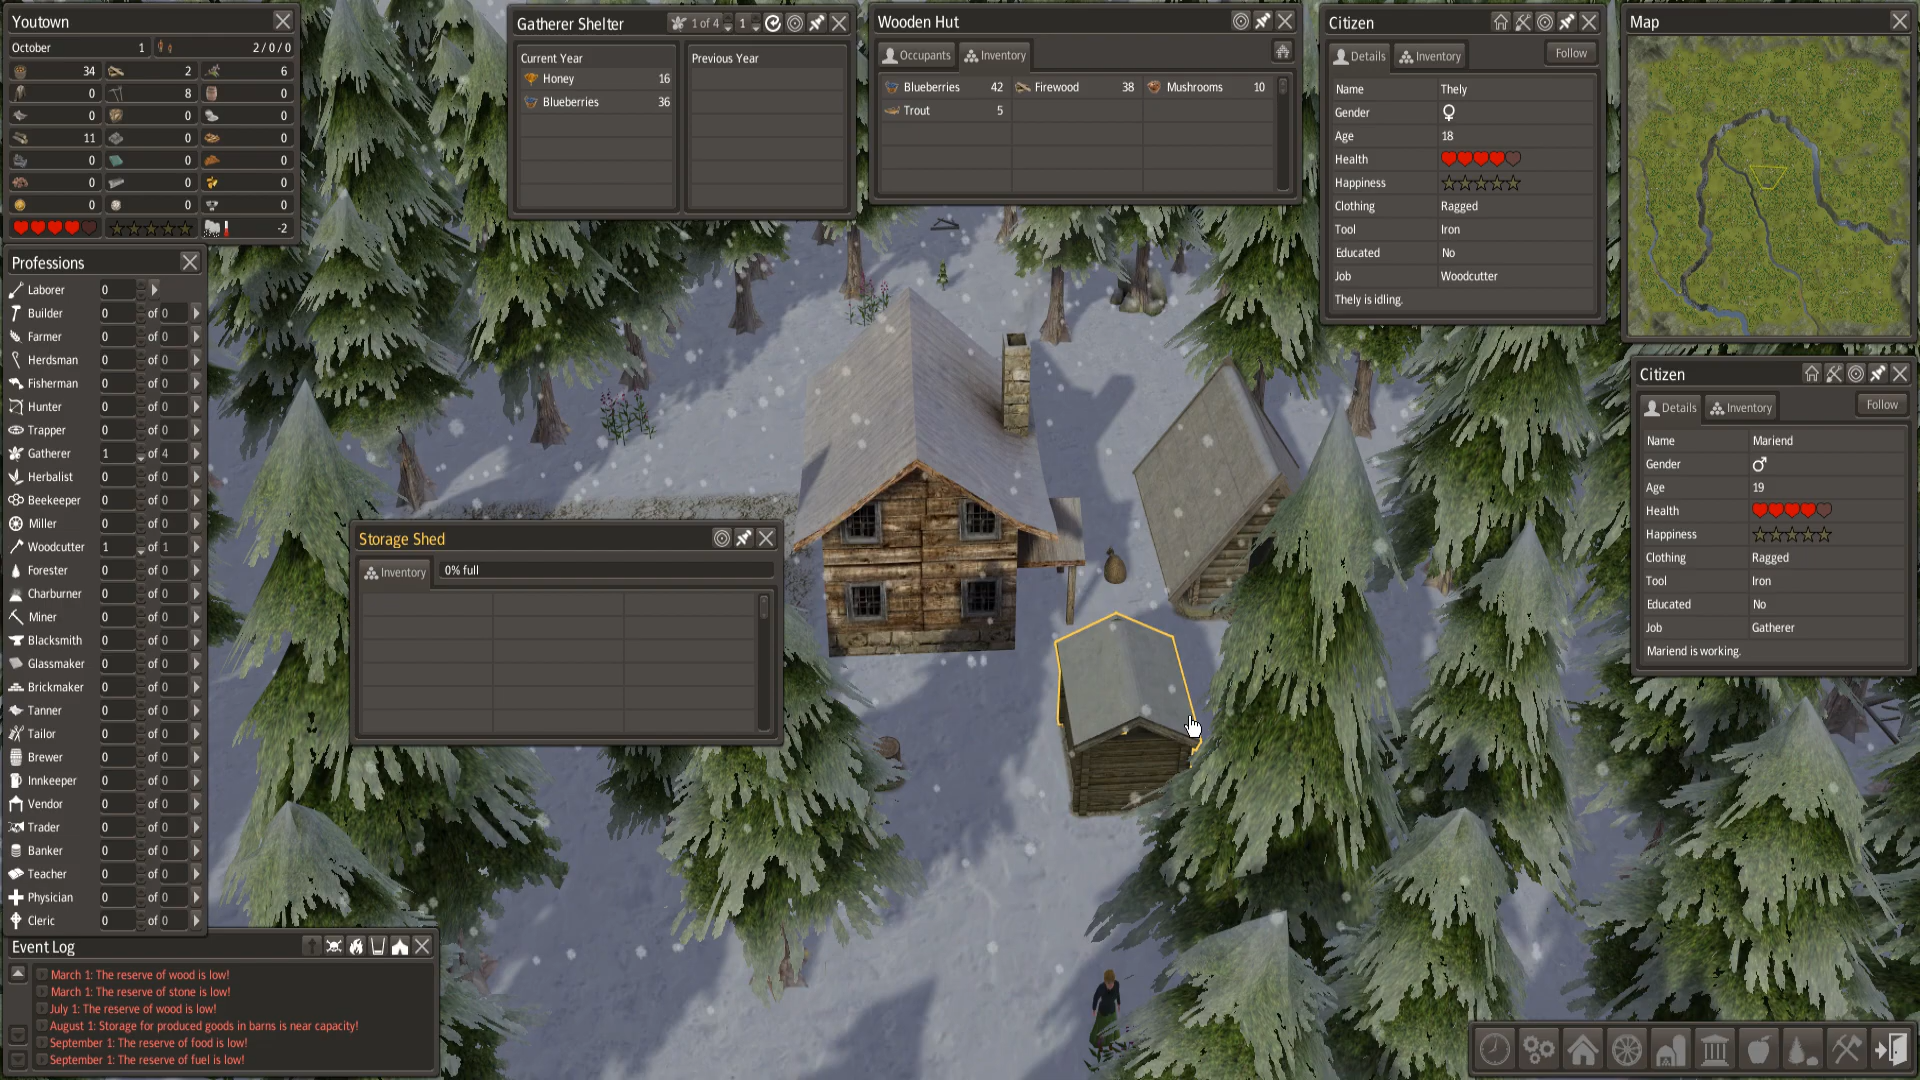 Youtown
October 1 2 / 0 / 0
34 2 6
0 8 0
0 0 0
11 0 0
0 0 0
0 0 0
0 0 0
-2
Professions
Laborer 0
Builder 0 of 0
Farmer 0 of 0
Herdsman 0 of 0
Fisherman 0 of 0
Hunter 0 of 0
Trapper 0 of 0
Gatherer 1 of 4
Herbalist 0 of 0
Beekeeper 0 of 0
Miller 0 of 0
Woodcutter 1 of 1
Forester 0 of 0
Charburner 0 of 0
Miner 0 of 0
Blacksmith 0 of 0
Glassmaker 0 of 0
Brickmaker 0 of 0
Tanner 0 of 0
Tailor 0 of 0
Brewer 0 of 0
Innkeeper 0 of 0
Vendor 0 of 0
Trader 0 of 0
Banker 0 of 0
Teacher 0 of 0
Physician 0 of 0
Cleric 0 of 0
Event Log
March 1: The reserve of wood is low!
March 1: The reserve of stone is low!
July 1: The reserve of wood is low!
August 1: Storage for produced goods in barns is near capacity!
September 1: The reserve of food is low!
September 1: The reserve of fuel is low!
Gatherer Shelter 1 of 4 1
Current Year Previous Year
Honey 16
Blueberries 36
Storage Shed
Inventory 0% full
Wooden Hut
Occupants Inventory
Blueberries 42 Firewood 38 Mushrooms 10
Trout 5
Citizen
Details Inventory Follow
Name Thely
Gender ♀
Age 18
Health
Happiness
Clothing Ragged
Tool Iron
Educated No
Job Woodcutter
Thely is idling.
Map
Citizen
Details Inventory Follow
Name Mariend
Gender ♂
Age 19
Health
Happiness
Clothing Ragged
Tool Iron
Educated No
Job Gatherer
Mariend is working.